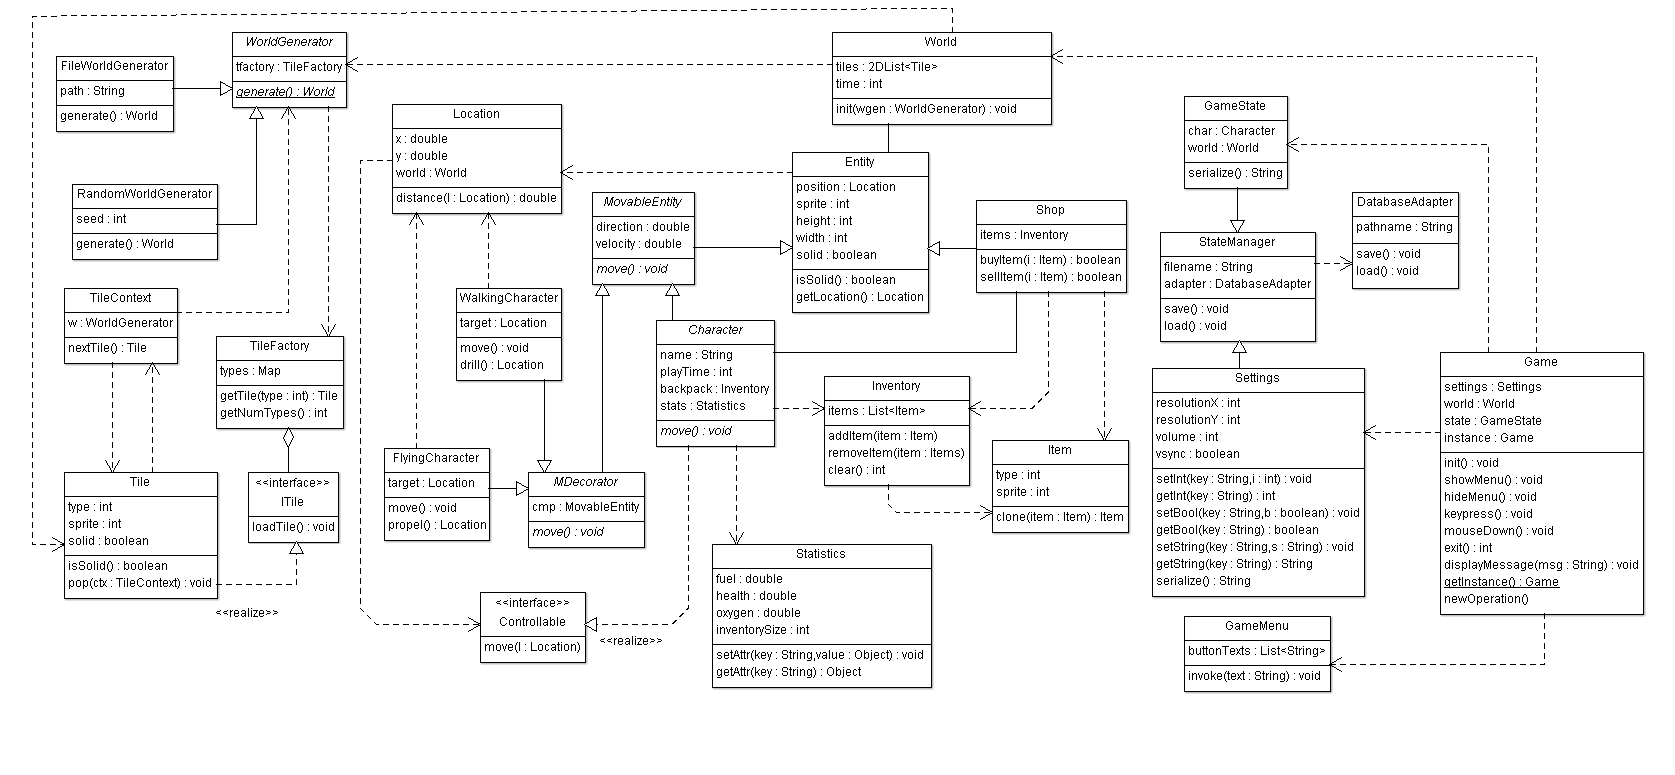 WorldGenerator
tfactory : TileFactory
generate() : World
FileWorldGenerator
path : String
generate() : World
RandomWorldGenerator
seed : int
generate() : World
TileContext
w : WorldGenerator
nextTile() : Tile
TileFactory
types : Map
getTile(type : int) : Tile
getNumTypes() : int
Tile
type : int
sprite : int
solid : boolean
isSolid() : boolean
pop(ctx : TileContext) : void
<<interface>>
ITile
loadTile() : void
<<realize>>
Location
x : double
y : double
world : World
distance(l : Location) : double
World
tiles : 2DList<Tile>
time : int
init(wgen : WorldGenerator) : void
Entity
position : Location
sprite : int
height : int
width : int
solid : boolean
isSolid() : boolean
getLocation() : Location
MovableEntity
direction : double
velocity : double
move() : void
Shop
items : Inventory
buyItem(i : Item) : boolean
sellItem(i : Item) : boolean
WalkingCharacter
target : Location
move() : void
drill() : Location
Character
name : String
playTime : int
backpack : Inventory
stats : Statistics
move() : void
Inventory
items : List<Item>
addItem(item : Item)
removeItem(item : Items)
clear() : int
FlyingCharacter
target : Location
move() : void
propel() : Location
MDecorator
cmp : MovableEntity
move() : void
Item
type : int
sprite : int
clone(item : Item) : Item
<<interface>>
Controllable
move(l : Location)
<<realize>>
Statistics
fuel : double
health : double
oxygen : double
inventorySize : int
setAttr(key : String,value : Object) : void
getAttr(key : String) : Object
GameState
char : Character
world : World
serialize() : String
StateManager
filename : String
adapter : DatabaseAdapter
save() : void
load() : void
DatabaseAdapter
pathname : String
save() : void
load() : void
Settings
resolutionX : int
resolutionY : int
volume : int
vsync : boolean
setInt(key : String,i : int) : void
getInt(key : String) : int
setBool(key : String,b : boolean) : void
getBool(key : String) : boolean
setString(key : String,s : String) : void
getString(key : String) : String
serialize() : String
Game
settings : Settings
world : World
state : GameState
instance : Game
init() : void
showMenu() : void
hideMenu() : void
keypress() : void
mouseDown() : void
exit() : int
displayMessage(msg : String) : void
getInstance() : Game
newOperation()
GameMenu
buttonTexts : List<String>
invoke(text : String) : void